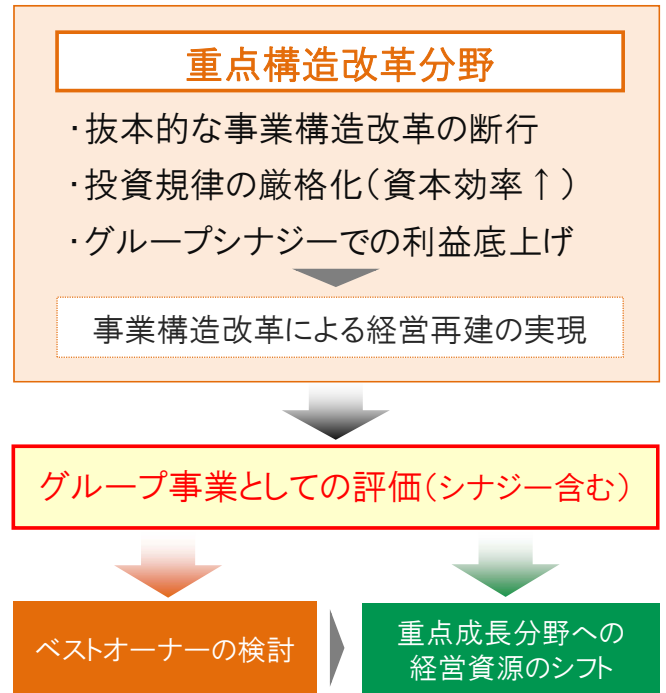 重点構造改革分野
・抜本的な事業構造改革の断行
・投資規律の厳格化（資本効率↑）
・グループシナジーでの利益底上げ
事業構造改革による経営再建の実現
グループ事業としての評価（シナジー含む）
ベストオーナーの検討
重点成長分野への
経営資源のシフト